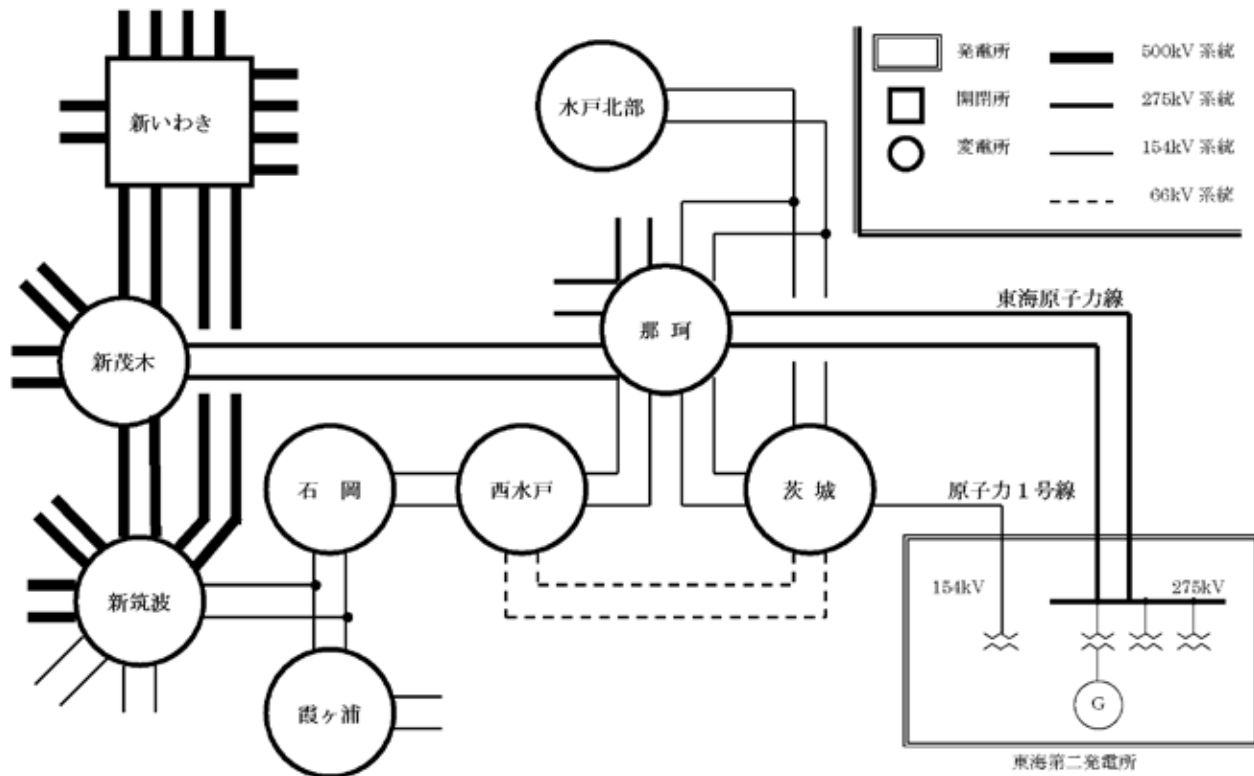 新いわき
水戸北部
発電所
500kV 系統
開閉所
275kV 系統
変電所
154kV 系統
66kV 系統
新茂木
那珂
東海原子力線
石岡
西水戸
茨城
原子力1号線
新筑波
154kV
275kV
霞ヶ浦
G
東海第二発電所